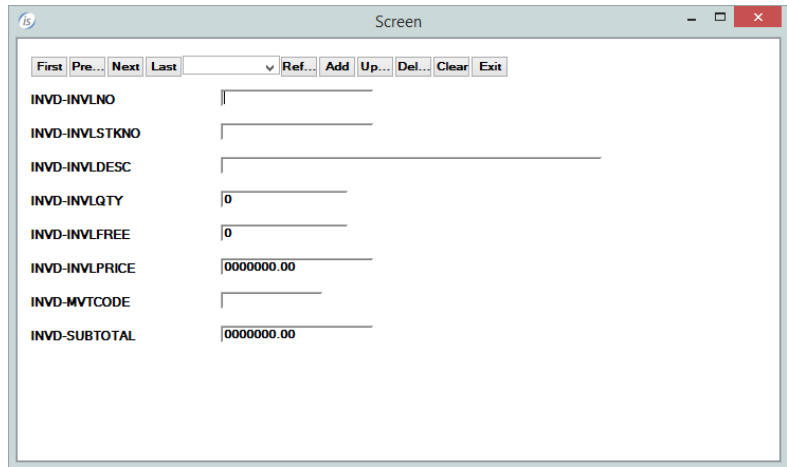 is Screen
First Pre... Next Last Ref... Add Up... Del... Clear Exit
INVD-INVLNO
INVD-INVLSTKNO
INVD-INVLDESC
INVD-INVLQTY 0
INVD-INVLFREE 0
INVD-INVLPRICE 0000000.00
INVD-MVTCODE
INVD-SUBTOTAL 0000000.00